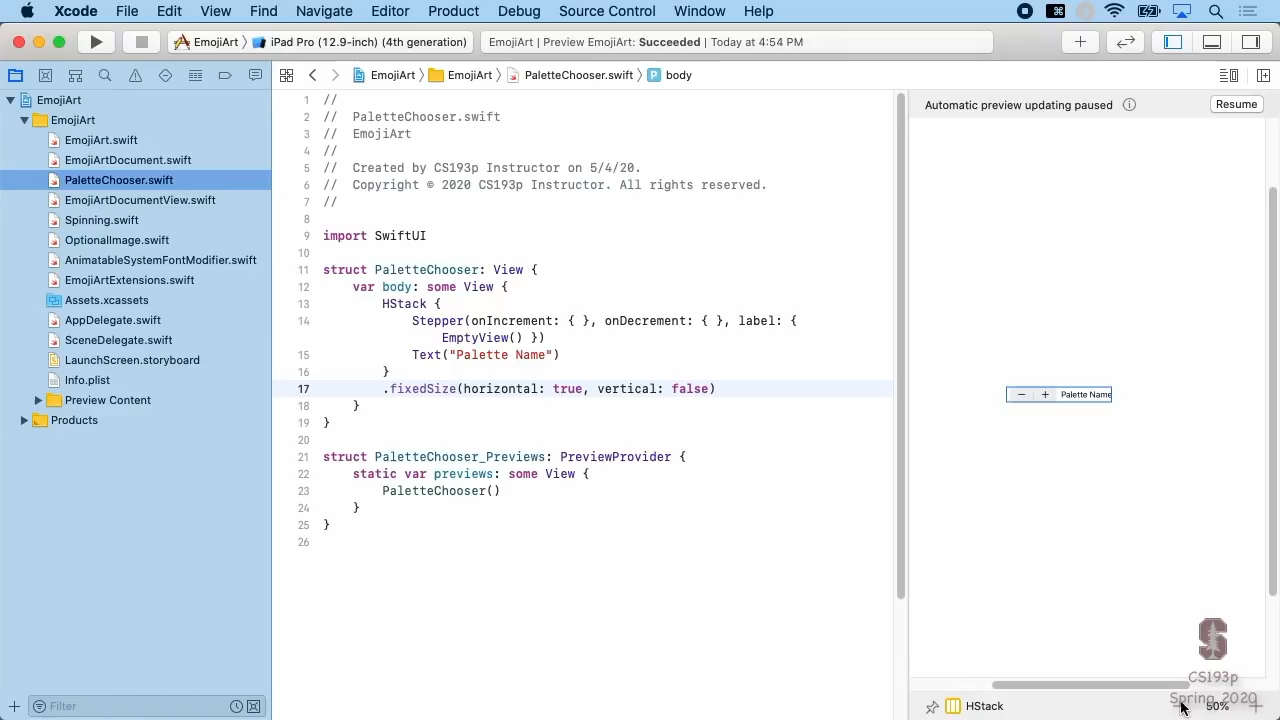 Xcode File Edit View Find Navigate Editor Product Debug Source Control Window Help
EmojiArt iPad Pro (12.9-inch) (4th generation) EmojiArt | Preview EmojiArt: Succeeded | Today at 4:54 PM
EmojiArt EmojiArt PaletteChooser.swift P body
EmojiArt
EmojiArt
EmojiArt.swift
EmojiArtDocument.swift
PaletteChooser.swift
EmojiArtDocumentView.swift
Spinning.swift
OptionalImage.swift
AnimatableSystemFontModifier.swift
EmojiArtExtensions.swift
Assets.xcassets
AppDelegate.swift
SceneDelegate.swift
LaunchScreen.storyboard
Info.plist
Preview Content
Products
Filter
1 //
2 // PaletteChooser.swift
3 // EmojiArt
4 //
5 // Created by CS193p Instructor on 5/4/20.
6 // Copyright © 2020 CS193p Instructor. All rights reserved.
7 //
8
9 import SwiftUI
10
11 struct PaletteChooser: View {
12 var body: some View {
13 HStack {
14 Stepper(onIncrement: { }, onDecrement: { }, label: {
EmptyView() })
15 Text("Palette Name")
16 }
17 .fixedSize(horizontal: true, vertical: false)
18 }
19 }
20
21 struct PaletteChooser_Previews: PreviewProvider {
22 static var previews: some View {
23 PaletteChooser()
24 }
25 }
26
Automatic preview updating paused Resume
− + Palette Name
S
CS193p
Spring 2020
HStack 50%